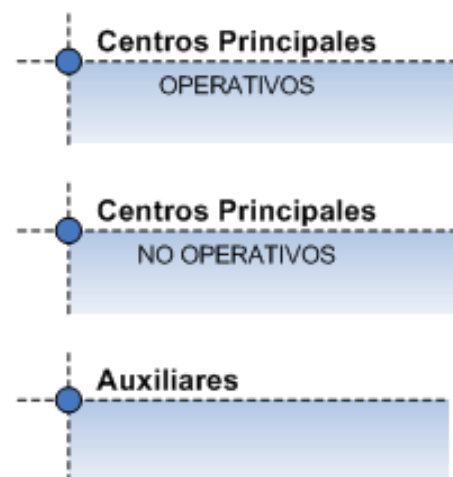 Centros Principales
OPERATIVOS
Centros Principales
NO OPERATIVOS
Auxiliares